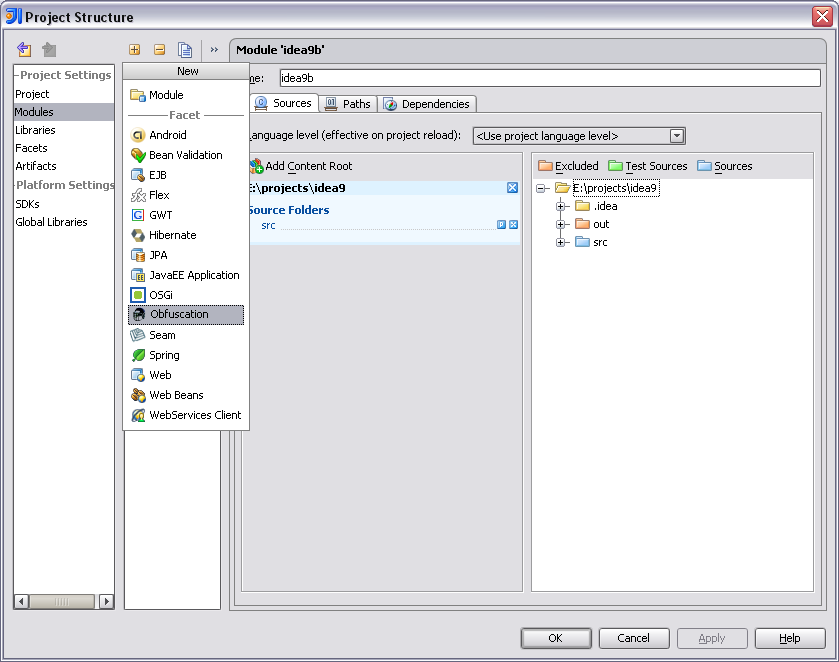 Project Structure
Project Settings
Project
Modules
Libraries
Facets
Artifacts
Platform Settings
SDKs
Global Libraries
New
Module
Facet
Android
Bean Validation
EJB
Flex
GWT
Hibernate
JPA
JavaEE Application
OSGi
Obfuscation
Seam
Spring
Web
Web Beans
WebServices Client
Module 'idea9b'
me: idea9b
Sources Paths Dependencies
Language level (effective on project reload): <Use project language level>
Add Content Root
E:\projects\idea9
Source Folders
src
Excluded Test Sources Sources
E:\projects\idea9
.idea
out
src
OK Cancel Apply Help